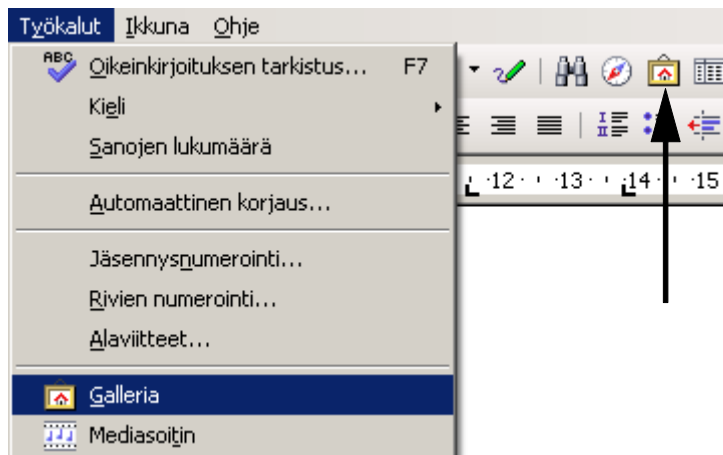 Työkalut Ikkuna Ohje
ABC
Oikeinkirjoituksen tarkistus... F7
Kieli
Sanojen lukumäärä
12 13 14 15
Automaattinen korjaus...
Jäsennysnumerointi...
Rivien numerointi...
Alaviitteet...
Galleria
Mediasoitin